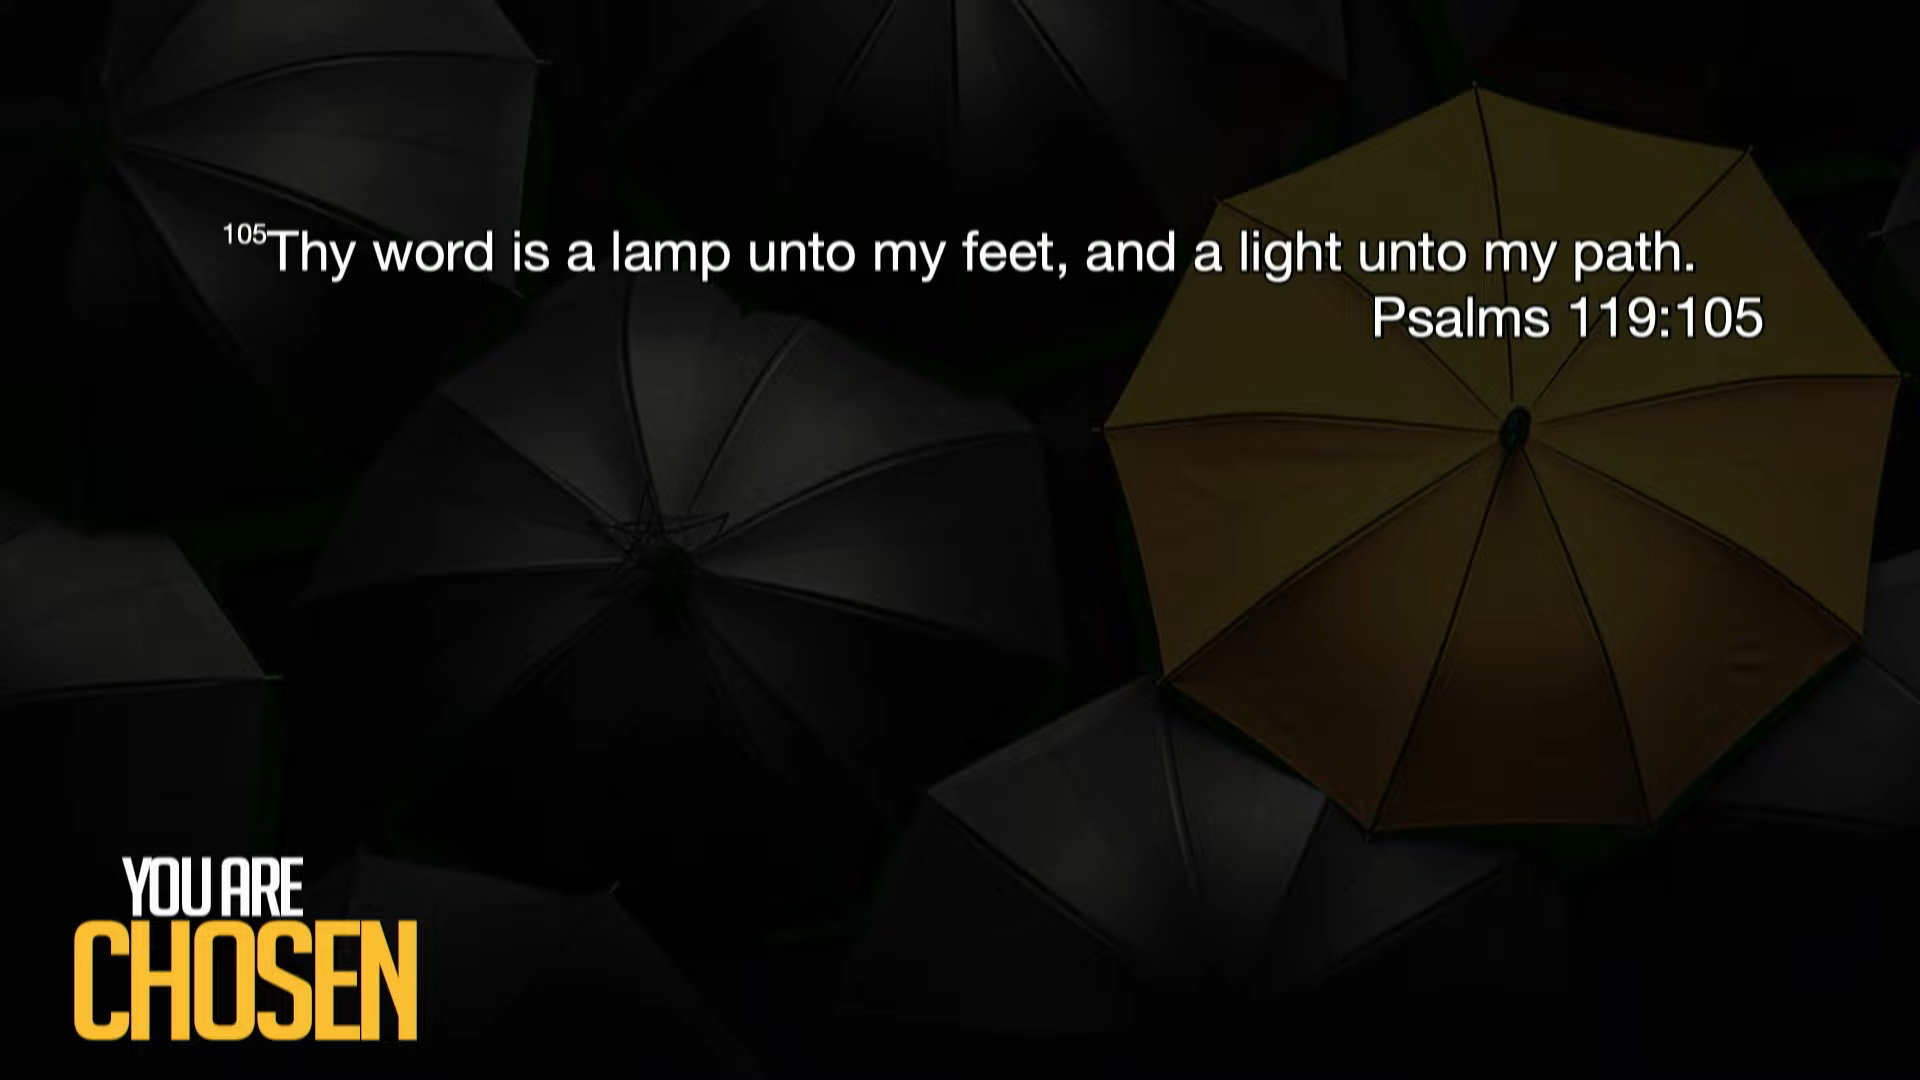 105Thy word is a lamp unto my feet, and a light unto my path.
Psalms 119:105
YOU ARE
CHOSEN